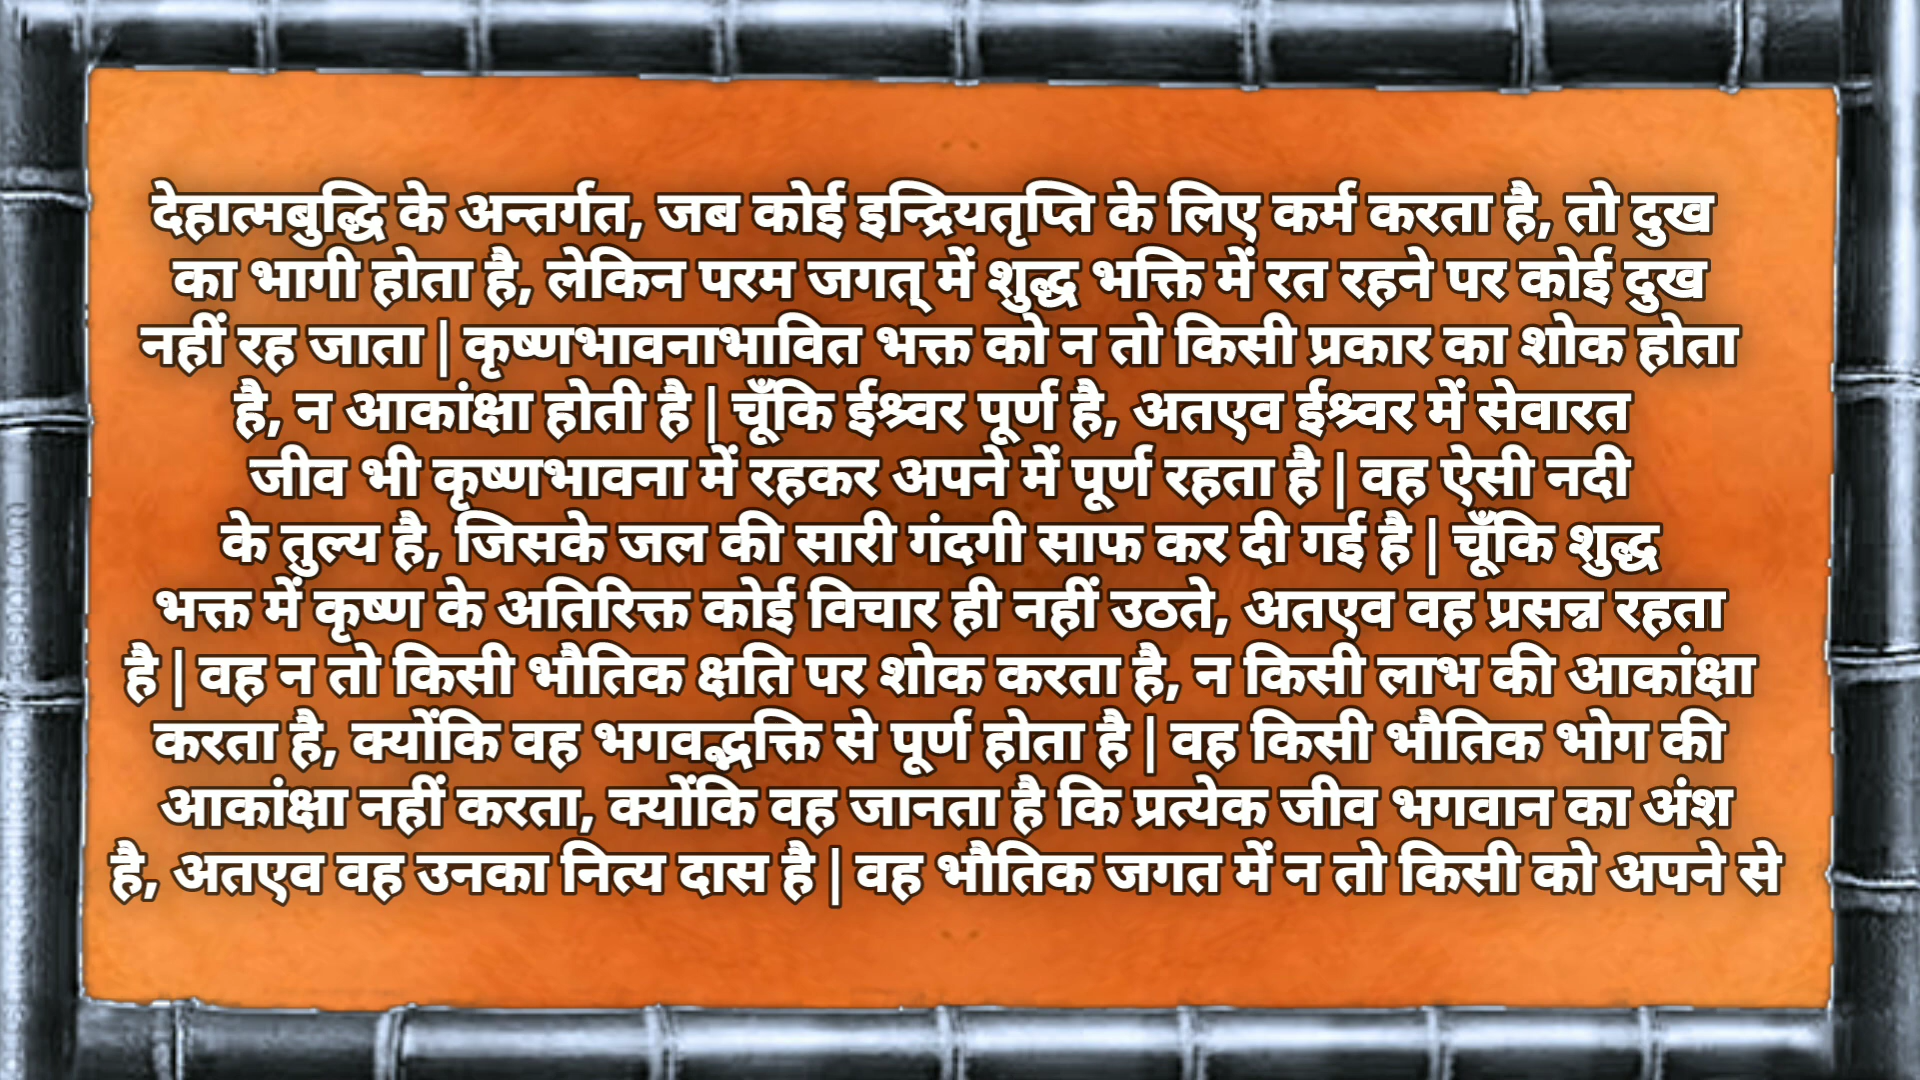 देहात्मबुद्धि के अन्तर्गत, जब कोई इन्द्रियतृप्ति के लिए कर्म करता है, तो दुख
का भागी होता है, लेकिन परम जगत् में शुद्ध भक्ति में रत रहने पर कोई दुख
नहीं रह जाता | कृष्णभावनाभावित भक्त को न तो किसी प्रकार का शोक होता
है, न आकांक्षा होती है | चूँकि ईश्र्वर पूर्ण है, अतएव ईश्र्वर में सेवारत
जीव भी कृष्णभावना में रहकर अपने में पूर्ण रहता है | वह ऐसी नदी
के तुल्य है, जिसके जल की सारी गंदगी साफ कर दी गई है | चूँकि शुद्ध
भक्त में कृष्ण के अतिरिक्त कोई विचार ही नहीं उठते, अतएव वह प्रसन्न रहता
है | वह न तो किसी भौतिक क्षति पर शोक करता है, न किसी लाभ की आकांक्षा
करता है, क्योंकि वह भगवद्भक्ति से पूर्ण होता है | वह किसी भौतिक भोग की
आकांक्षा नहीं करता, क्योंकि वह जानता है कि प्रत्येक जीव भगवान का अंश
है, अतएव वह उनका नित्य दास है | वह भौतिक जगत में न तो किसी को अपने से